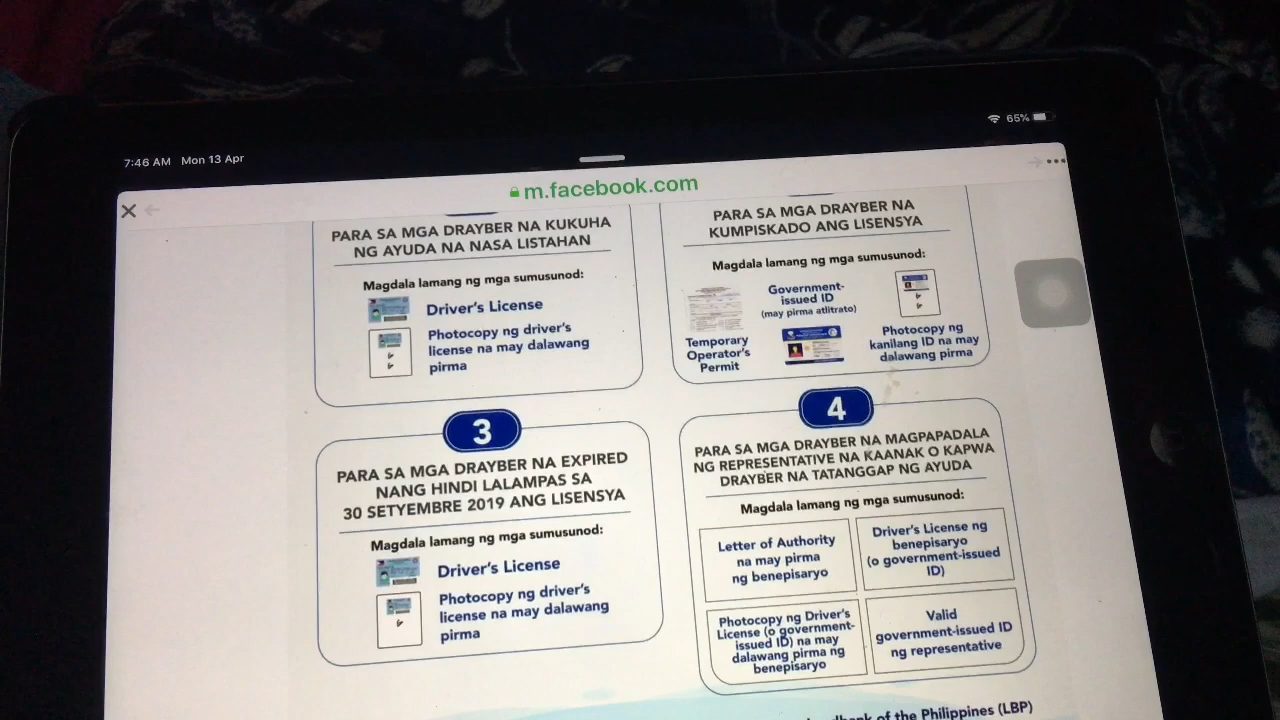 7:46 AM Mon 13 Apr
65%
m.facebook.com
PARA SA MGA DRAYBER NA KUKUHA
NG AYUDA NA NASA LISTAHAN
Magdala lamang ng mga sumusunod:
Driver's License
Photocopy ng driver's
license na may dalawang
pirma
PARA SA MGA DRAYBER NA
KUMPISKADO ANG LISENSYA
Magdala lamang ng mga sumusunod:
Temporary
Operator's
Permit
Government-
issued ID
(may pirma atlitrato)
Photocopy ng
kanilang ID na may
dalawang pirma
3
PARA SA MGA DRAYBER NA EXPIRED
NANG HINDI LALAMPAS SA
30 SETYEMBRE 2019 ANG LISENSYA
Magdala lamang ng mga sumusunod:
Driver's License
Photocopy ng driver's
license na may dalawang
pirma
4
PARA SA MGA DRAYBER NA MAGPAPADALA
NG REPRESENTATIVE NA KAANAK O KAPWA
DRAYBER NA TATANGGAP NG AYUDA
Magdala lamang ng mga sumusunod:
Letter of Authority
na may pirma
ng benepisaryo
Driver's License ng
benepisaryo
(o government-issued
ID)
Photocopy ng Driver's
License (o government-
issued ID) na may
dalawang pirma ng
benepisaryo
Valid
government-issued ID
ng representative
of the Philippines (LBP)